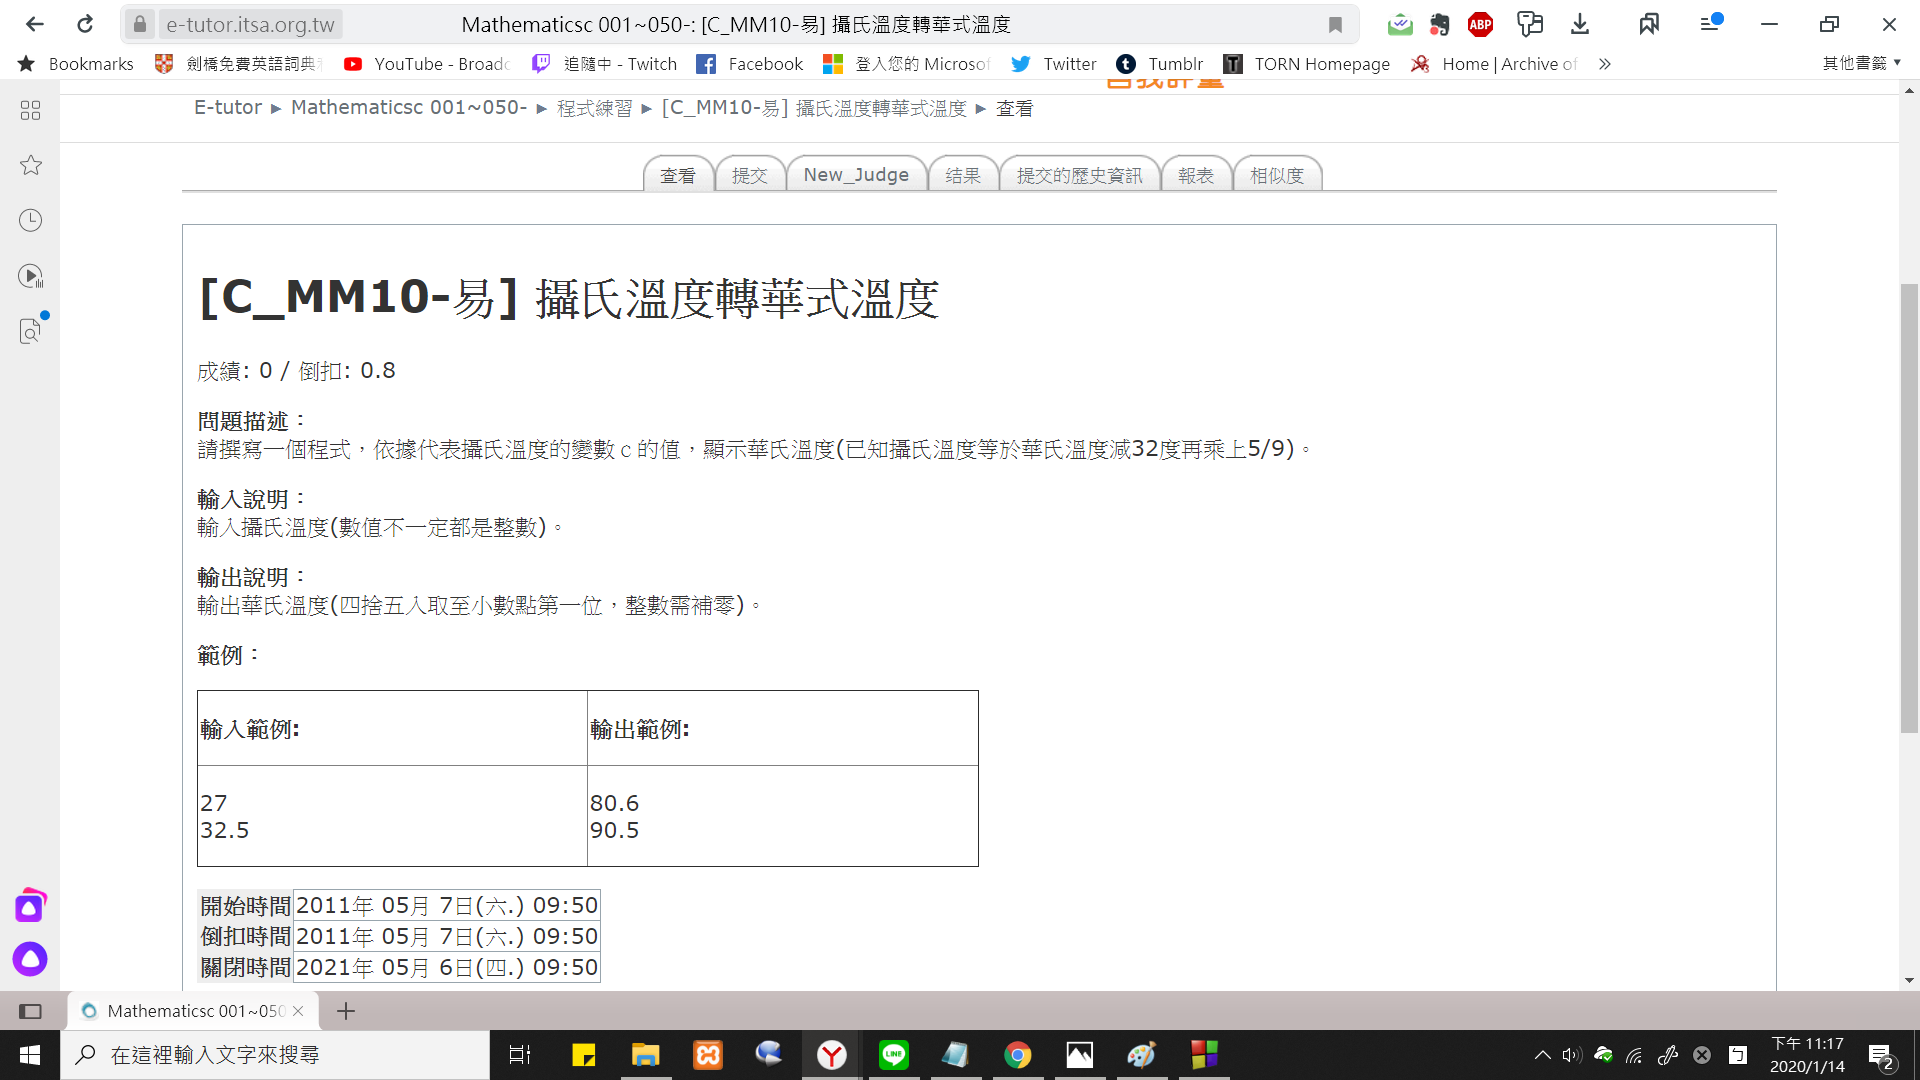 e-tutor.itsa.org.tw
Mathematicsc 001~050-: [C_MM10-易] 攝氏溫度轉華式溫度
ABP
Bookmarks
劍橋免費英語詞典
YouTube - Broadc
追隨中 - Twitch
Facebook
登入您的 Microsof
Twitter
Tumblr
TORN Homepage
Home | Archive of
其他書籤
自我評量
E-tutor ► Mathematicsc 001~050- ► 程式練習 ► [C_MM10-易] 攝氏溫度轉華式溫度 ► 查看
查看
提交
New_Judge
结果
提交的歷史資訊
報表
相似度
[C_MM10-易] 攝氏溫度轉華式溫度
成績: 0 / 倒扣: 0.8
問題描述：
請撰寫一個程式，依據代表攝氏溫度的變數 c 的值，顯示華氏溫度(已知攝氏溫度等於華氏溫度減32度再乘上5/9)。
輸入說明：
輸入攝氏溫度(數值不一定都是整數)。
輸出說明：
輸出華氏溫度(四捨五入取至小數點第一位，整數需補零)。
範例：
輸入範例:
輸出範例:
27
32.5
80.6
90.5
開始時間 2011年 05月 7日(六.) 09:50
倒扣時間 2011年 05月 7日(六.) 09:50
關閉時間 2021年 05月 6日(四.) 09:50
Mathematicsc 001~050
在這裡輸入文字來搜尋
LINE
ㄅ
下午 11:17
2020/1/14
2